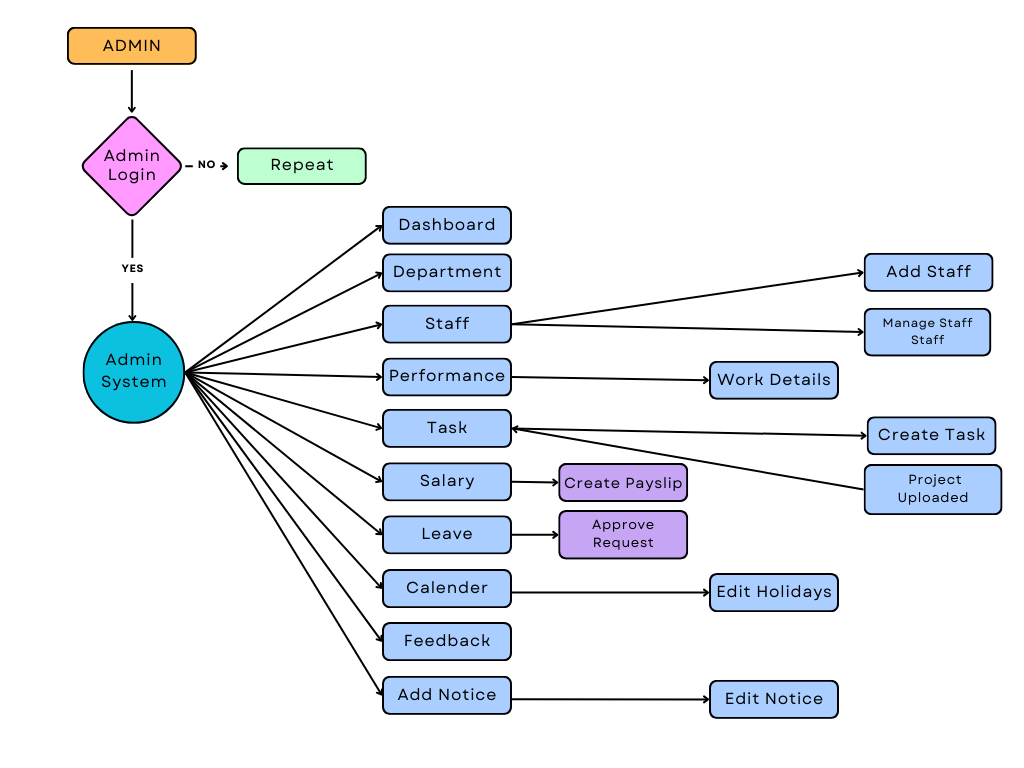 ADMIN
Admin
Login
NO
Repeat
YES
Admin
System
Dashboard
Department
Staff
Add Staff
Manage Staff
Staff
Performance
Work Details
Task
Create Task
Project
Uploaded
Salary
Create Payslip
Leave
Approve
Request
Calender
Edit Holidays
Feedback
Add Notice
Edit Notice